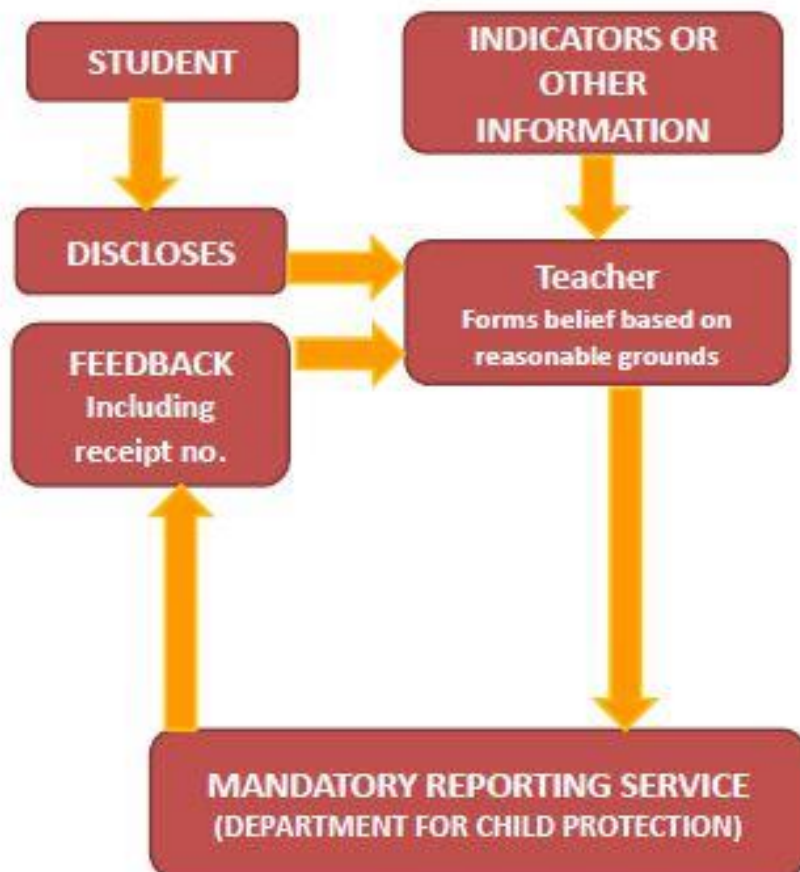 STUDENT
INDICATORS OR
OTHER
INFORMATION
DISCLOSES
Teacher
Forms belief based on
reasonable grounds
FEEDBACK
Including
receipt no.
MANDATORY REPORTING SERVICE
(DEPARTMENT FOR CHILD PROTECTION)